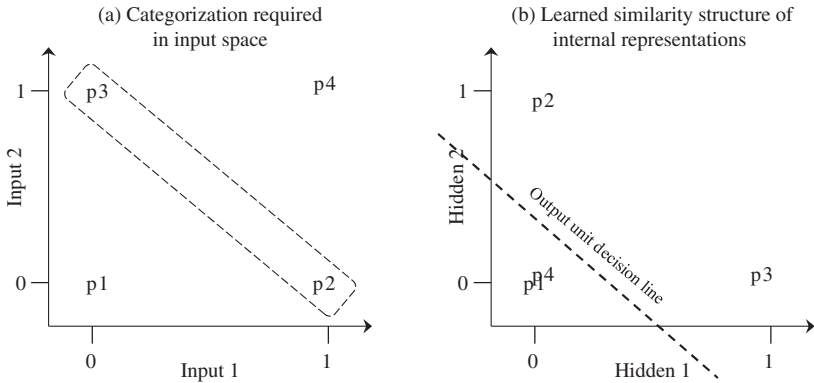 (a) Categorization required
in input space
1
p3
p4
Input 2
0
p1
p2
0
1
Input 1
(b) Learned similarity structure of
internal representations
1
p2
Hidden 2
Output unit decision line
0
p1
p4
p3
0
1
Hidden 1